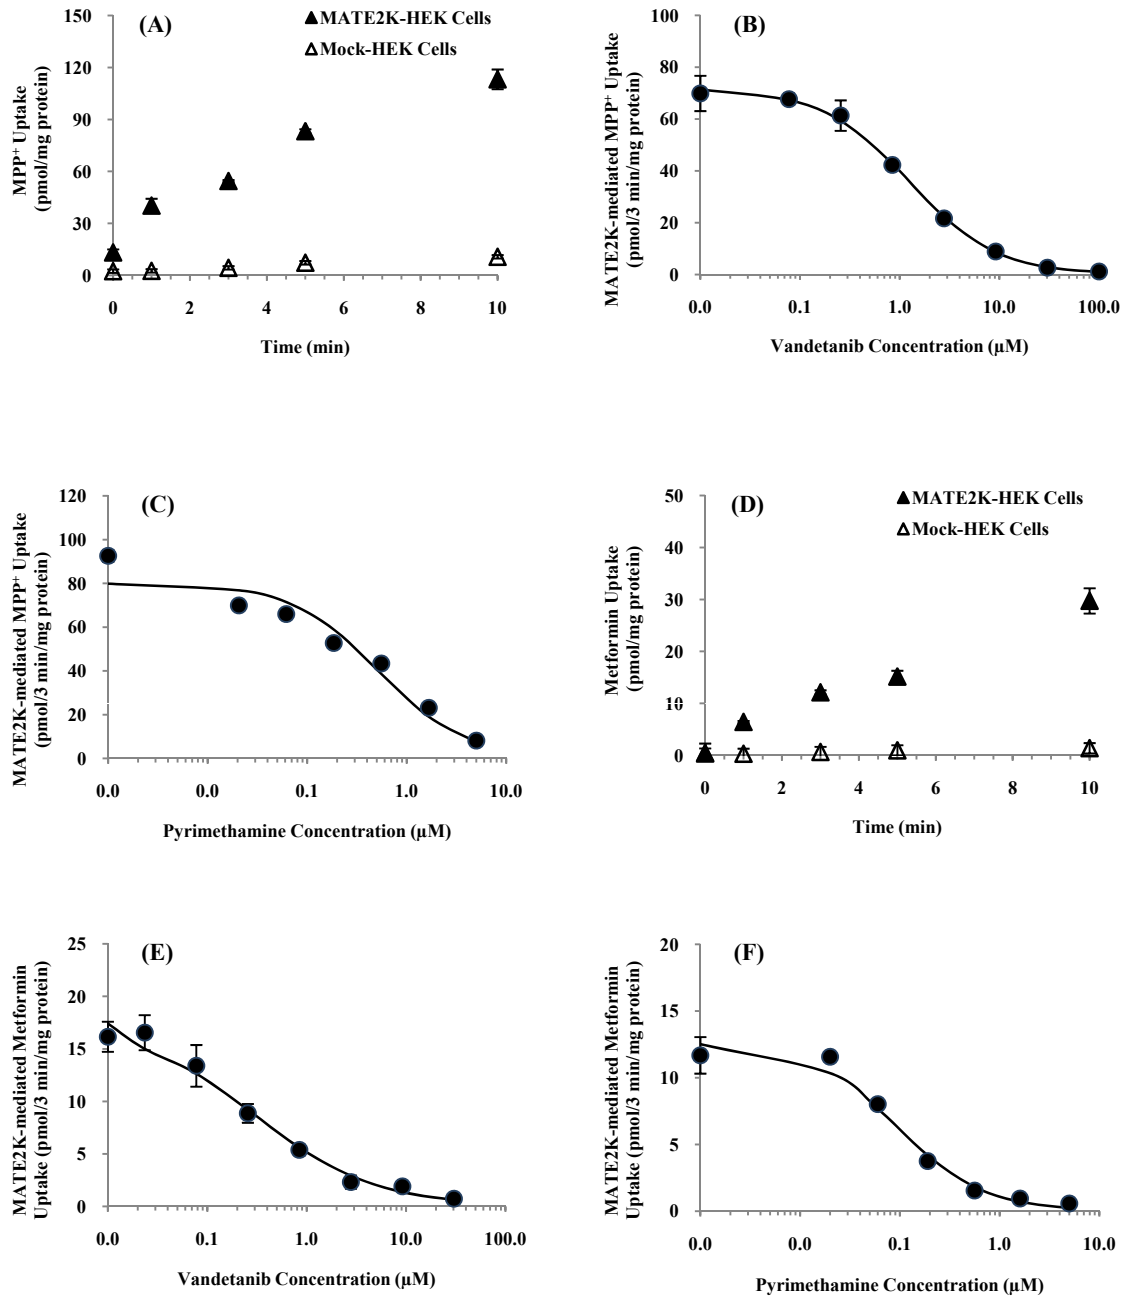 (A)
▲MATE2K-HEK Cells
△Mock-HEK Cells
MPP+ Uptake
(pmol/mg protein)
150
120
90
60
30
0
0 2 4 6 8 10
Time (min)
(B)
MATE2K-mediated MPP+ Uptake
(pmol/3 min/mg protein)
100
80
60
40
20
0
0.0 0.1 1.0 10.0 100.0
Vandetanib Concentration (µM)
(C)
MATE2K-mediated MPP+ Uptake
(pmol/3 min/mg protein)
120
100
80
60
40
20
0
0.0 0.0 0.1 1.0 10.0
Pyrimethamine Concentration (µM)
(D)
▲MATE2K-HEK Cells
△Mock-HEK Cells
Metformin Uptake
(pmol/mg protein)
50
40
30
20
10
0
0 2 4 6 8 10
Time (min)
(E)
MATE2K-mediated Metformin
Uptake (pmol/3 min/mg protein)
25
20
15
10
5
0
0.0 0.1 1.0 10.0 100.0
Vandetanib Concentration (µM)
(F)
MATE2K-mediated Metformin
Uptake (pmol/3 min/mg protein)
20
15
10
5
0
0.0 0.0 0.1 1.0 10.0
Pyrimethamine Concentration (µM)